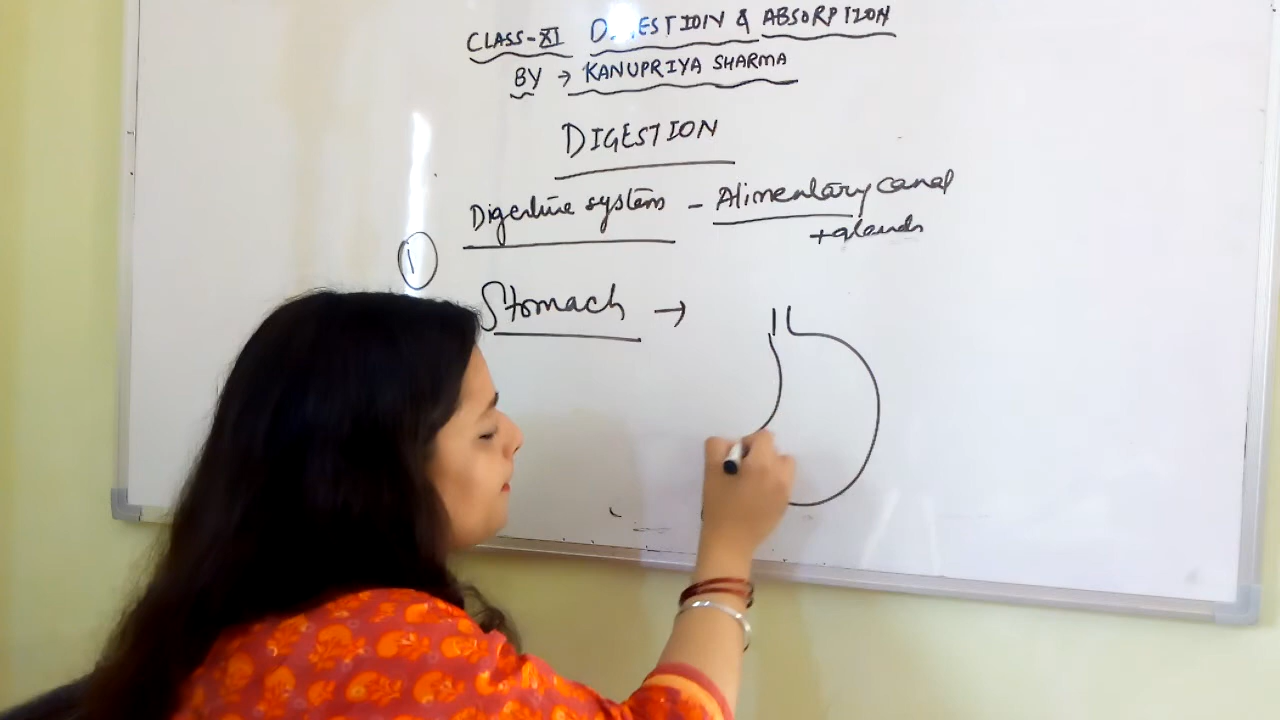 CLASS-XI DIGESTION & ABSORPTION
BY → KANUPRIYA SHARMA
DIGESTION
Digestive system - Alimentary canal
+ glands
1
Stomach →